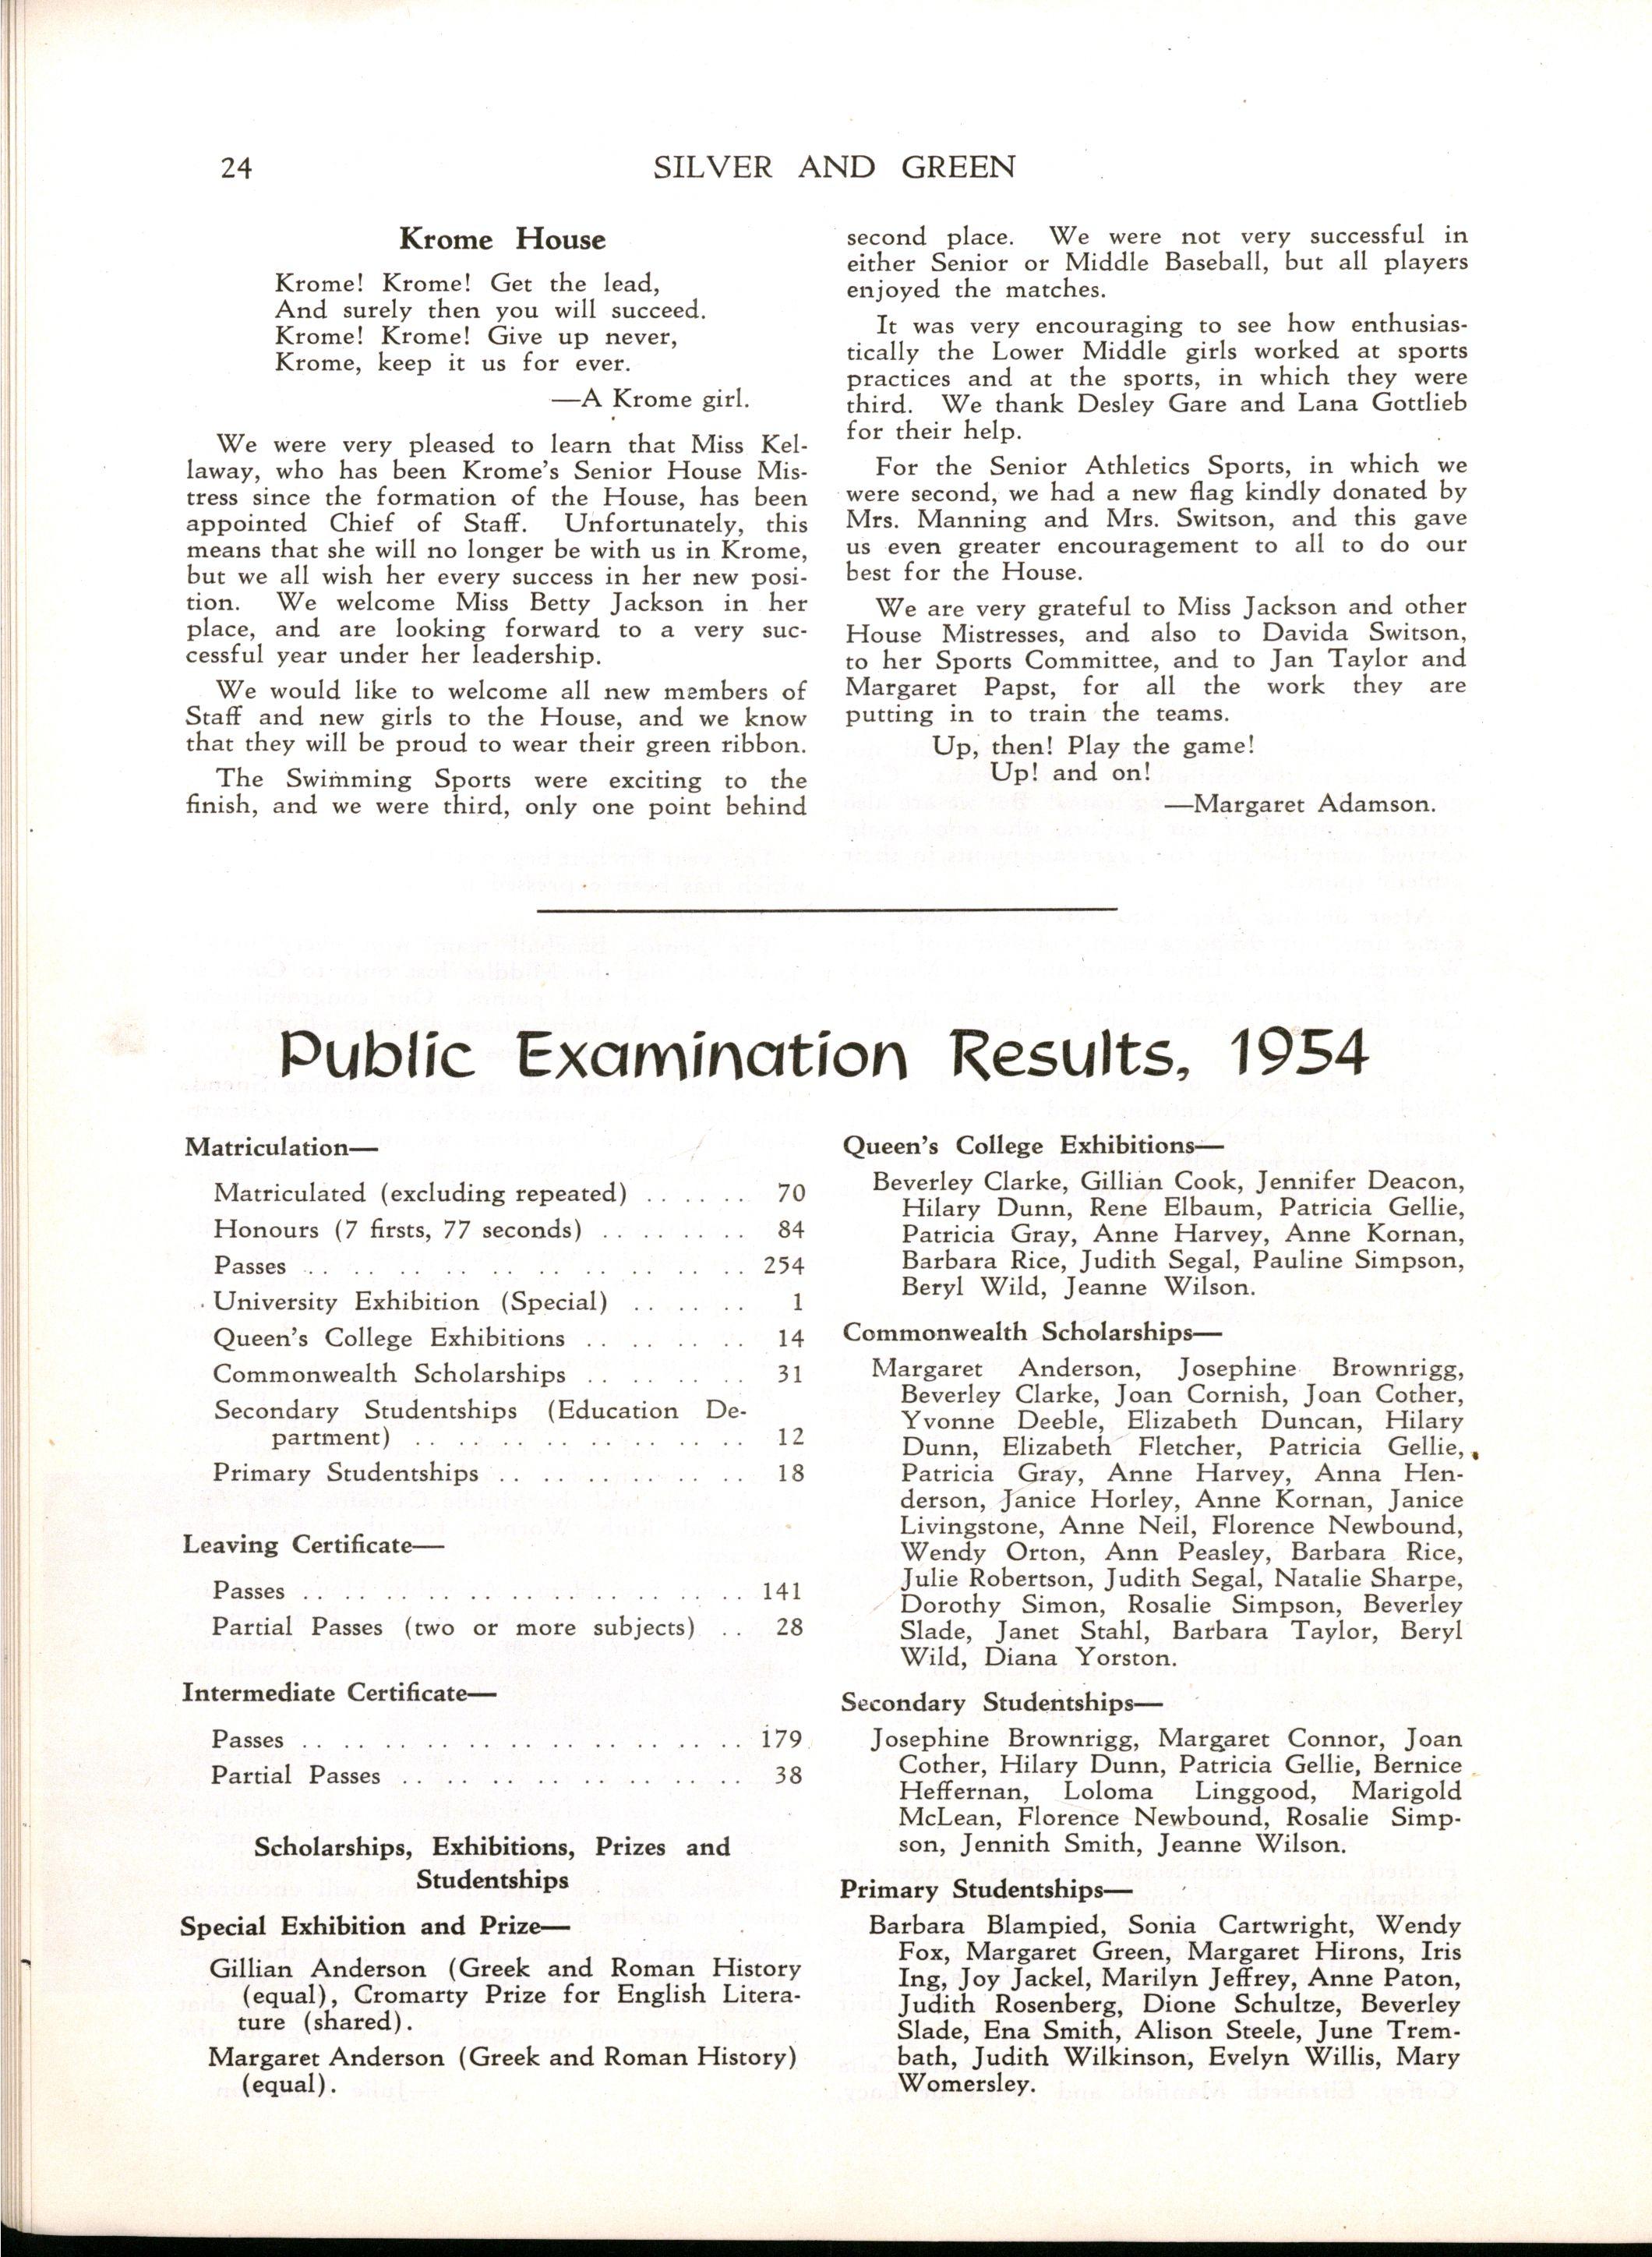 24
SILVER AND GREEN
Krome House
Krome! Krome! Get the lead,
And surely then you will succeed.
Krome! Krome! Give up never,
Krome, keep it us for ever.
—A Krome girl.
We were very pleased to learn that Miss Kel-
laway, who has been Krome's Senior House Mis-
tress since the formation of the House, has been
appointed Chief of Staff. Unfortunately, this
means that she will no longer be with us in Krome,
but we all wish her every success in her new posi-
tion. We welcome Miss Betty Jackson in her
place, and are looking forward to a very suc-
cessful year under her leadership.
We would like to welcome all new members of
Staff and new girls to the House, and we know
that they will be proud to wear their green ribbon.
The Swimming Sports were exciting to the
finish, and we were third, only one point behind
second place. We were not very successful in
either Senior or Middle Baseball, but all players
enjoyed the matches.
It was very encouraging to see how enthusias-
tically the Lower Middle girls worked at sports
practices and at the sports, in which they were
third. We thank Desley Gare and Lana Gottlieb
for their help.
For the Senior Athletics Sports, in which we
were second, we had a new flag kindly donated by
Mrs. Manning and Mrs. Switson, and this gave
us even greater encouragement to all to do our
best for the House.
We are very grateful to Miss Jackson and other
House Mistresses, and also to Davida Switson,
to her Sports Committee, and to Jan Taylor and
Margaret Papst, for all the work they are
putting in to train the teams.
Up, then! Play the game!
Up! and on!
—Margaret Adamson.
Public Examination Results, 1954
Matriculation—
Matriculated (excluding repeated) . . . . . . 70
Honours (7 firsts, 77 seconds) . . . . . . . . 84
Passes . . . . . . . . . . . . . . . . 254
University Exhibition (Special) . . . . . . 1
Queen's College Exhibitions . . . . . . . . 14
Commonwealth Scholarships . . . . . . . . 31
Secondary Studentships (Education De-
partment) . . . . . . . . . . . . . . 12
Primary Studentships . . . . . . . . . . . . 18
Leaving Certificate—
Passes . . . . . . . . . . . . . . . . . . 141
Partial Passes (two or more subjects) . . 28
Intermediate Certificate—
Passes . . . . . . . . . . . . . . . . . . 179
Partial Passes . . . . . . . . . . . . . . 38
Scholarships, Exhibitions, Prizes and
Studentships
Special Exhibition and Prize—
Gillian Anderson (Greek and Roman History
(equal), Cromarty Prize for English Litera-
ture (shared).
Margaret Anderson (Greek and Roman History)
(equal).
Queen's College Exhibitions—
Beverley Clarke, Gillian Cook, Jennifer Deacon,
Hilary Dunn, Rene Elbaum, Patricia Gellie,
Patricia Gray, Anne Harvey, Anne Kornan,
Barbara Rice, Judith Segal, Pauline Simpson,
Beryl Wild, Jeanne Wilson.
Commonwealth Scholarships—
Margaret Anderson, Josephine Brownrigg,
Beverley Clarke, Joan Cornish, Joan Cother,
Yvonne Deeble, Elizabeth Duncan, Hilary
Dunn, Elizabeth Fletcher, Patricia Gellie,
Patricia Gray, Anne Harvey, Anna Hen-
derson, Janice Horley, Anne Kornan, Janice
Livingstone, Anne Neil, Florence Newbound,
Wendy Orton, Ann Peasley, Barbara Rice,
Julie Robertson, Judith Segal, Natalie Sharpe,
Dorothy Simon, Rosalie Simpson, Beverley
Slade, Janet Stahl, Barbara Taylor, Beryl
Wild, Diana Yorston.
Secondary Studentships—
Josephine Brownrigg, Margaret Connor, Joan
Cother, Hilary Dunn, Patricia Gellie, Bernice
Heffernan, Loloma Linggood, Marigold
McLean, Florence Newbound, Rosalie Simp-
son, Jennith Smith, Jeanne Wilson.
Primary Studentships—
Barbara Blampied, Sonia Cartwright, Wendy
Fox, Margaret Green, Margaret Hirons, Iris
Ing, Joy Jackel, Marilyn Jeffrey, Anne Paton,
Judith Rosenberg, Dione Schultze, Beverley
Slade, Ena Smith, Alison Steele, June Trem-
bath, Judith Wilkinson, Evelyn Willis, Mary
Womersley.